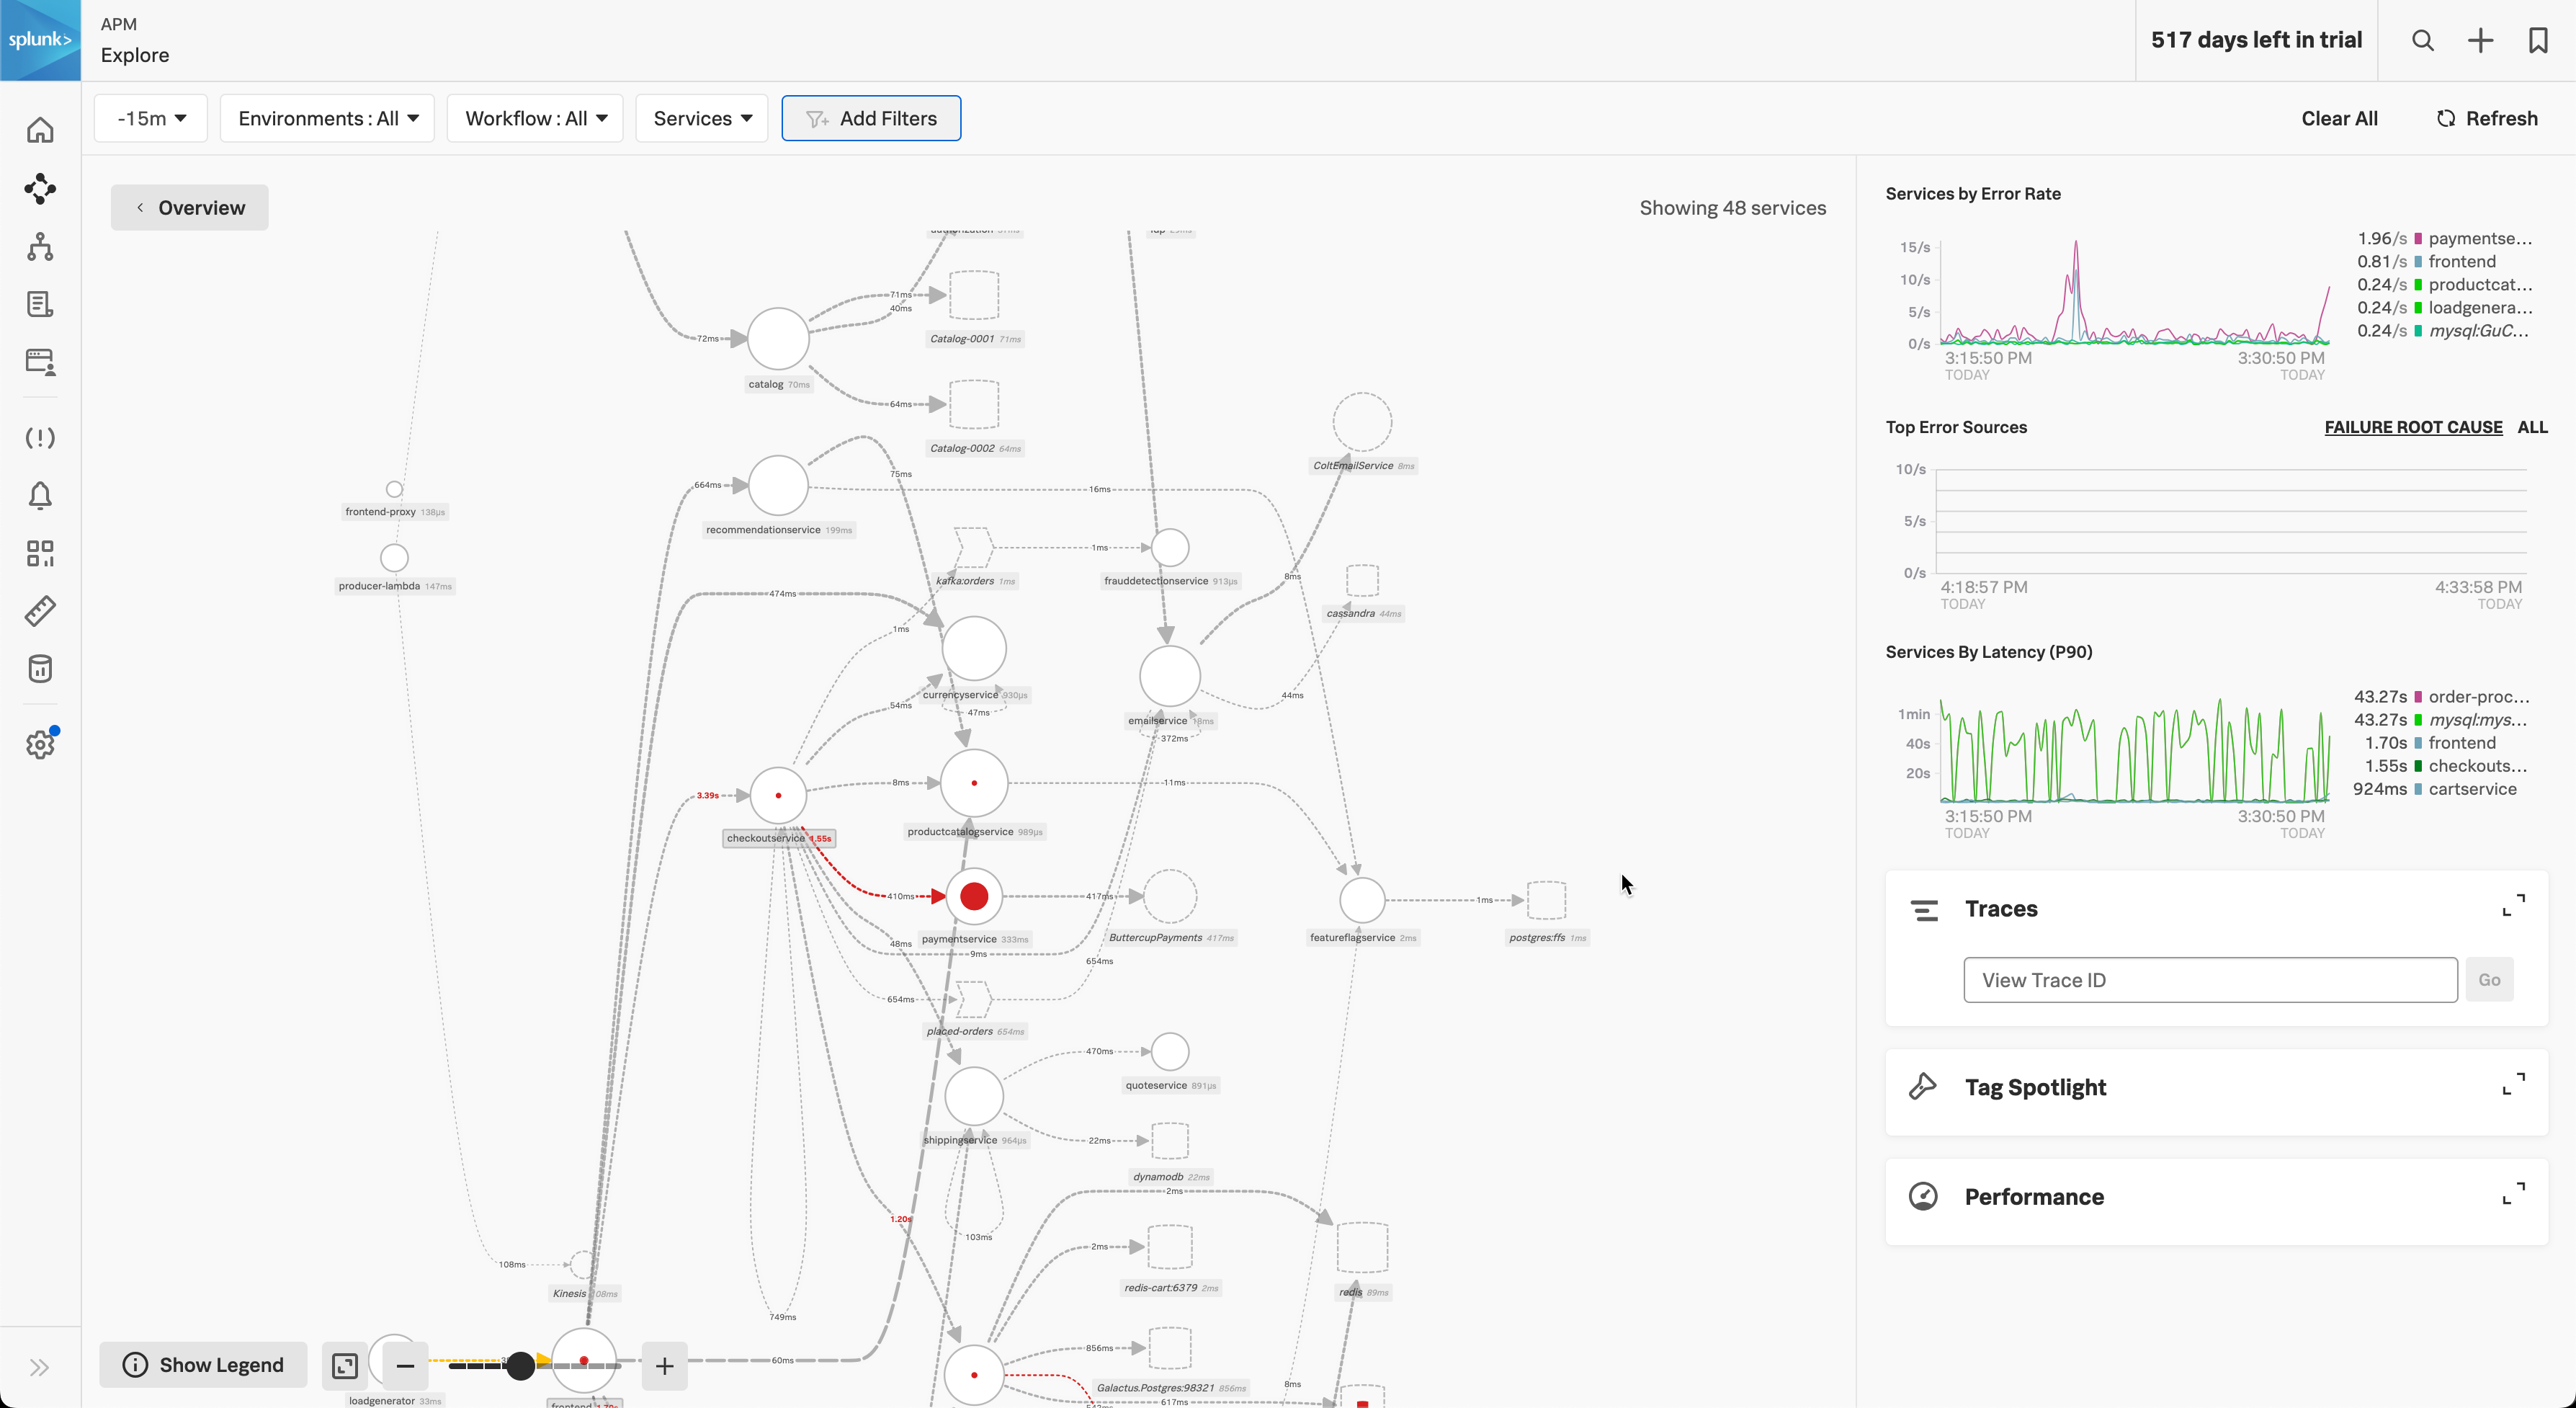 splunk>
APM
Explore
517 days left in trial
-15m
Environments : All
Workflow : All
Services
Add Filters
Clear All
Refresh
Overview
Showing 48 services
72ms
71ms
40ms
Catalog-0001 71ms
catalog 70ms
64ms
Catalog-0002 64ms
ColtEmailService 8ms
75ms
664ms
16ms
frontend-proxy 138µs
recommendationservice 199ms
1ms
producer-lambda 147ms
kafka:orders 1ms
frauddetectionservice 913µs
8ms
474ms
cassandra 44ms
1ms
currencyservice 930µs
44ms
54ms
47ms
emailservice 18ms
372ms
8ms
11ms
3.39s
productcatalogservice 989µs
checkoutservice 1.55s
410ms
417ms
1ms
paymentservice 333ms
ButtercupPayments 417ms
featureflagservice 2ms
postgres:ffs 1ms
48ms
9ms
654ms
654ms
placed-orders 654ms
470ms
quoteservice 891µs
shippingservice 964µs
22ms
dynamodb 22ms
2ms
1.20s
103ms
2ms
108ms
redis-cart:6379 2ms
redis 89ms
Kinesis
749ms
856ms
60ms
Galactus.Postgres:98321 856ms
8ms
617ms
Show Legend
loadgenerator 33ms
Services by Error Rate
15/s
10/s
5/s
0/s
3:15:50 PM
TODAY
3:30:50 PM
TODAY
1.96/s paymentse...
0.81/s frontend
0.24/s productcat...
0.24/s loadgenera...
0.24/s mysql:GuC...
Top Error Sources
FAILURE ROOT CAUSE
ALL
10/s
5/s
0/s
4:18:57 PM
TODAY
4:33:58 PM
TODAY
Services By Latency (P90)
1min
40s
20s
3:15:50 PM
TODAY
3:30:50 PM
TODAY
43.27s order-proc...
43.27s mysql:mys...
1.70s frontend
1.55s checkouts...
924ms cartservice
Traces
View Trace ID
Go
Tag Spotlight
Performance